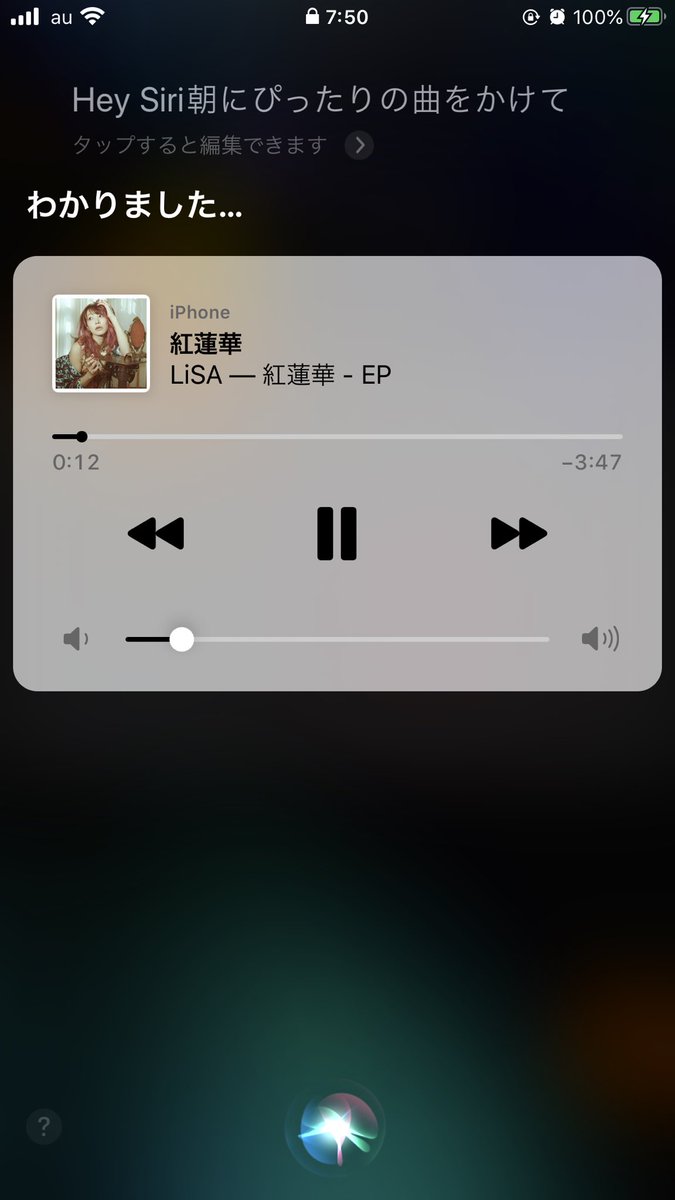 au 7:50 100%
Hey Siri朝にぴったりの曲をかけて
タップすると編集できます
わかりました...
iPhone
紅蓮華
LiSA — 紅蓮華 - EP
0:12 −3:47
?